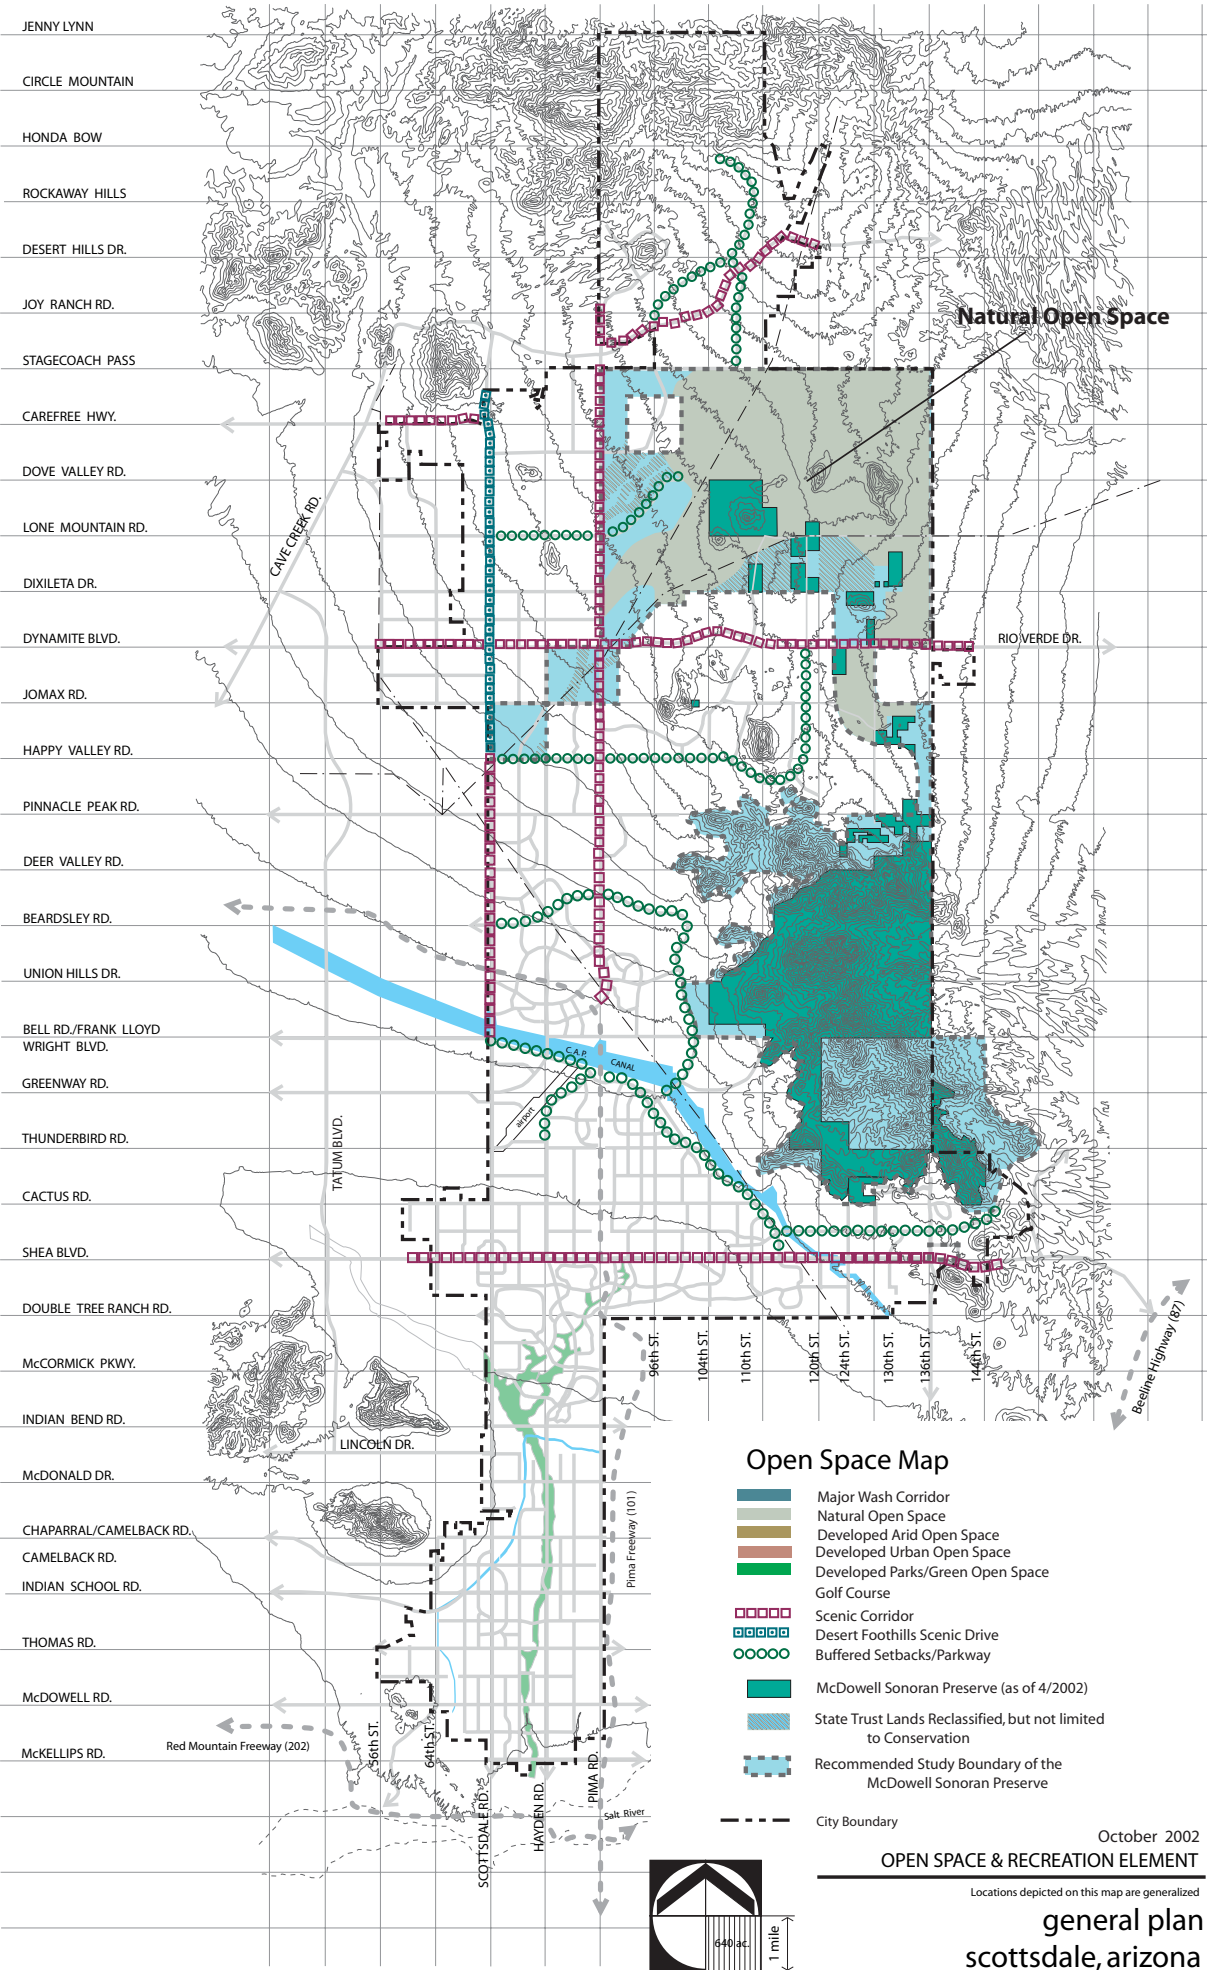 JENNY LYNN
CIRCLE MOUNTAIN
HONDA BOW
ROCKAWAY HILLS
DESERT HILLS DR.
JOY RANCH RD.
Natural Open Space
STAGECOACH PASS
CAREFREE HWY.
DOVE VALLEY RD.
CAVE CREEK RD.
LONE MOUNTAIN RD.
DIXILETA DR.
DYNAMITE BLVD.
RIO VERDE DR.
JOMAX RD.
HAPPY VALLEY RD.
PINNACLE PEAK RD.
DEER VALLEY RD.
BEARDSLEY RD.
UNION HILLS DR.
BELL RD./FRANK LLOYD
WRIGHT BLVD.
C.A.P. CANAL
GREENWAY RD.
airport
THUNDERBIRD RD.
TATUM BLVD.
CACTUS RD.
SHEA BLVD.
DOUBLE TREE RANCH RD.
96th ST.
104th ST.
110th ST.
120th ST.
124th ST.
130th ST.
136th ST.
144th ST.
Beeline Highway (87)
McCORMICK PKWY.
INDIAN BEND RD.
LINCOLN DR.
McDONALD DR.
CHAPARRAL/CAMELBACK RD.
CAMELBACK RD.
INDIAN SCHOOL RD.
Pima Freeway (101)
THOMAS RD.
McDOWELL RD.
Red Mountain Freeway (202)
McKELLIPS RD.
56th ST.
64th ST.
SCOTTSDALE RD.
HAYDEN RD.
PIMA RD.
Salt River
Open Space Map
Major Wash Corridor
Natural Open Space
Developed Arid Open Space
Developed Urban Open Space
Developed Parks/Green Open Space
Golf Course
Scenic Corridor
Desert Foothills Scenic Drive
Buffered Setbacks/Parkway
McDowell Sonoran Preserve (as of 4/2002)
State Trust Lands Reclassified, but not limited
to Conservation
Recommended Study Boundary of the
McDowell Sonoran Preserve
City Boundary
October 2002
OPEN SPACE & RECREATION ELEMENT
Locations depicted on this map are generalized
general plan
scottsdale, arizona
640 ac.
1 mile